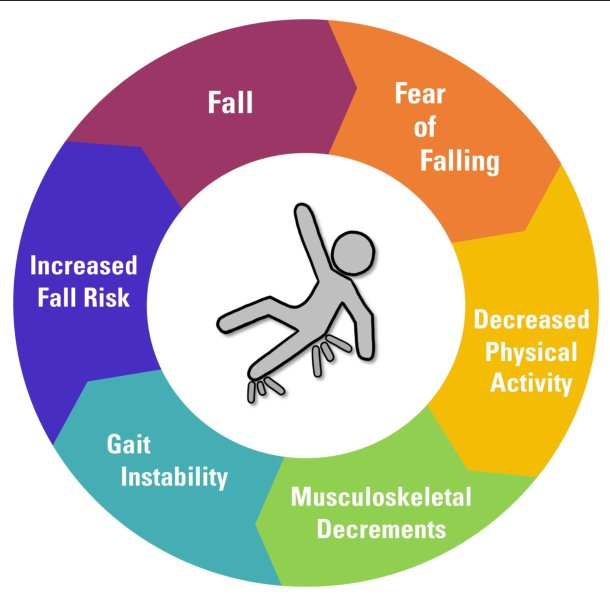 Fall
Fear
of
Falling
Decreased
Physical
Activity
Musculoskeletal
Decrements
Gait
Instability
Increased
Fall Risk